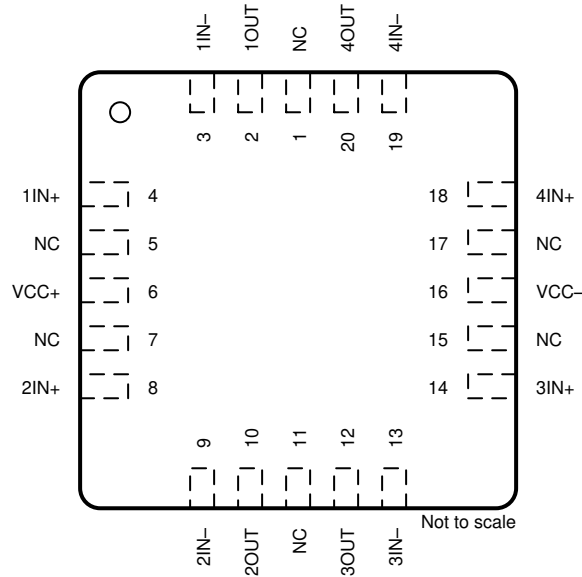 1IN–
1OUT
NC
4OUT
4IN–
3
2
1
20
19
1IN+ 4
NC 5
VCC+ 6
NC 7
2IN+ 8
18 4IN+
17 NC
16 VCC–
15 NC
14 3IN+
9
10
11
12
13
2IN–
2OUT
NC
3OUT
3IN–
Not to scale